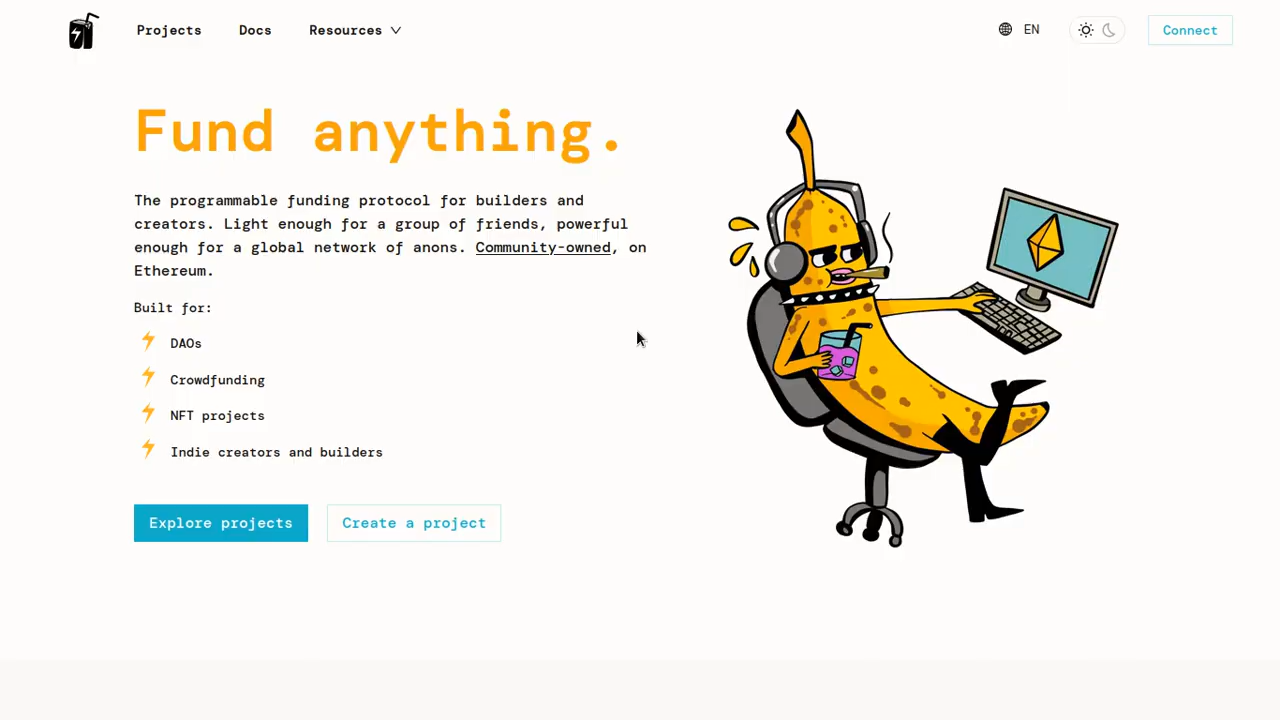 Projects
Docs
Resources
EN
Connect
Fund anything.
The programmable funding protocol for builders and
creators. Light enough for a group of friends, powerful
enough for a global network of anons. Community-owned, on
Ethereum.
Built for:
DAOs
Crowdfunding
NFT projects
Indie creators and builders
Explore projects
Create a project